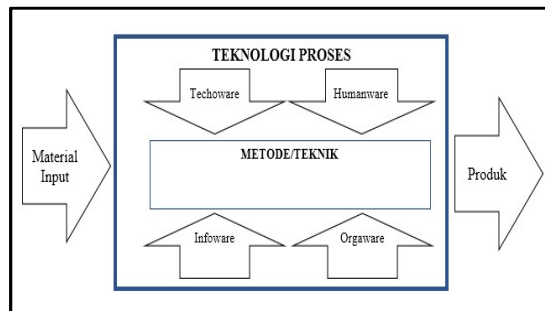 TEKNOLOGI PROSES
Techoware
Humanware
Material
Input
METODE/TEKNIK
Produk
Infoware
Orgaware